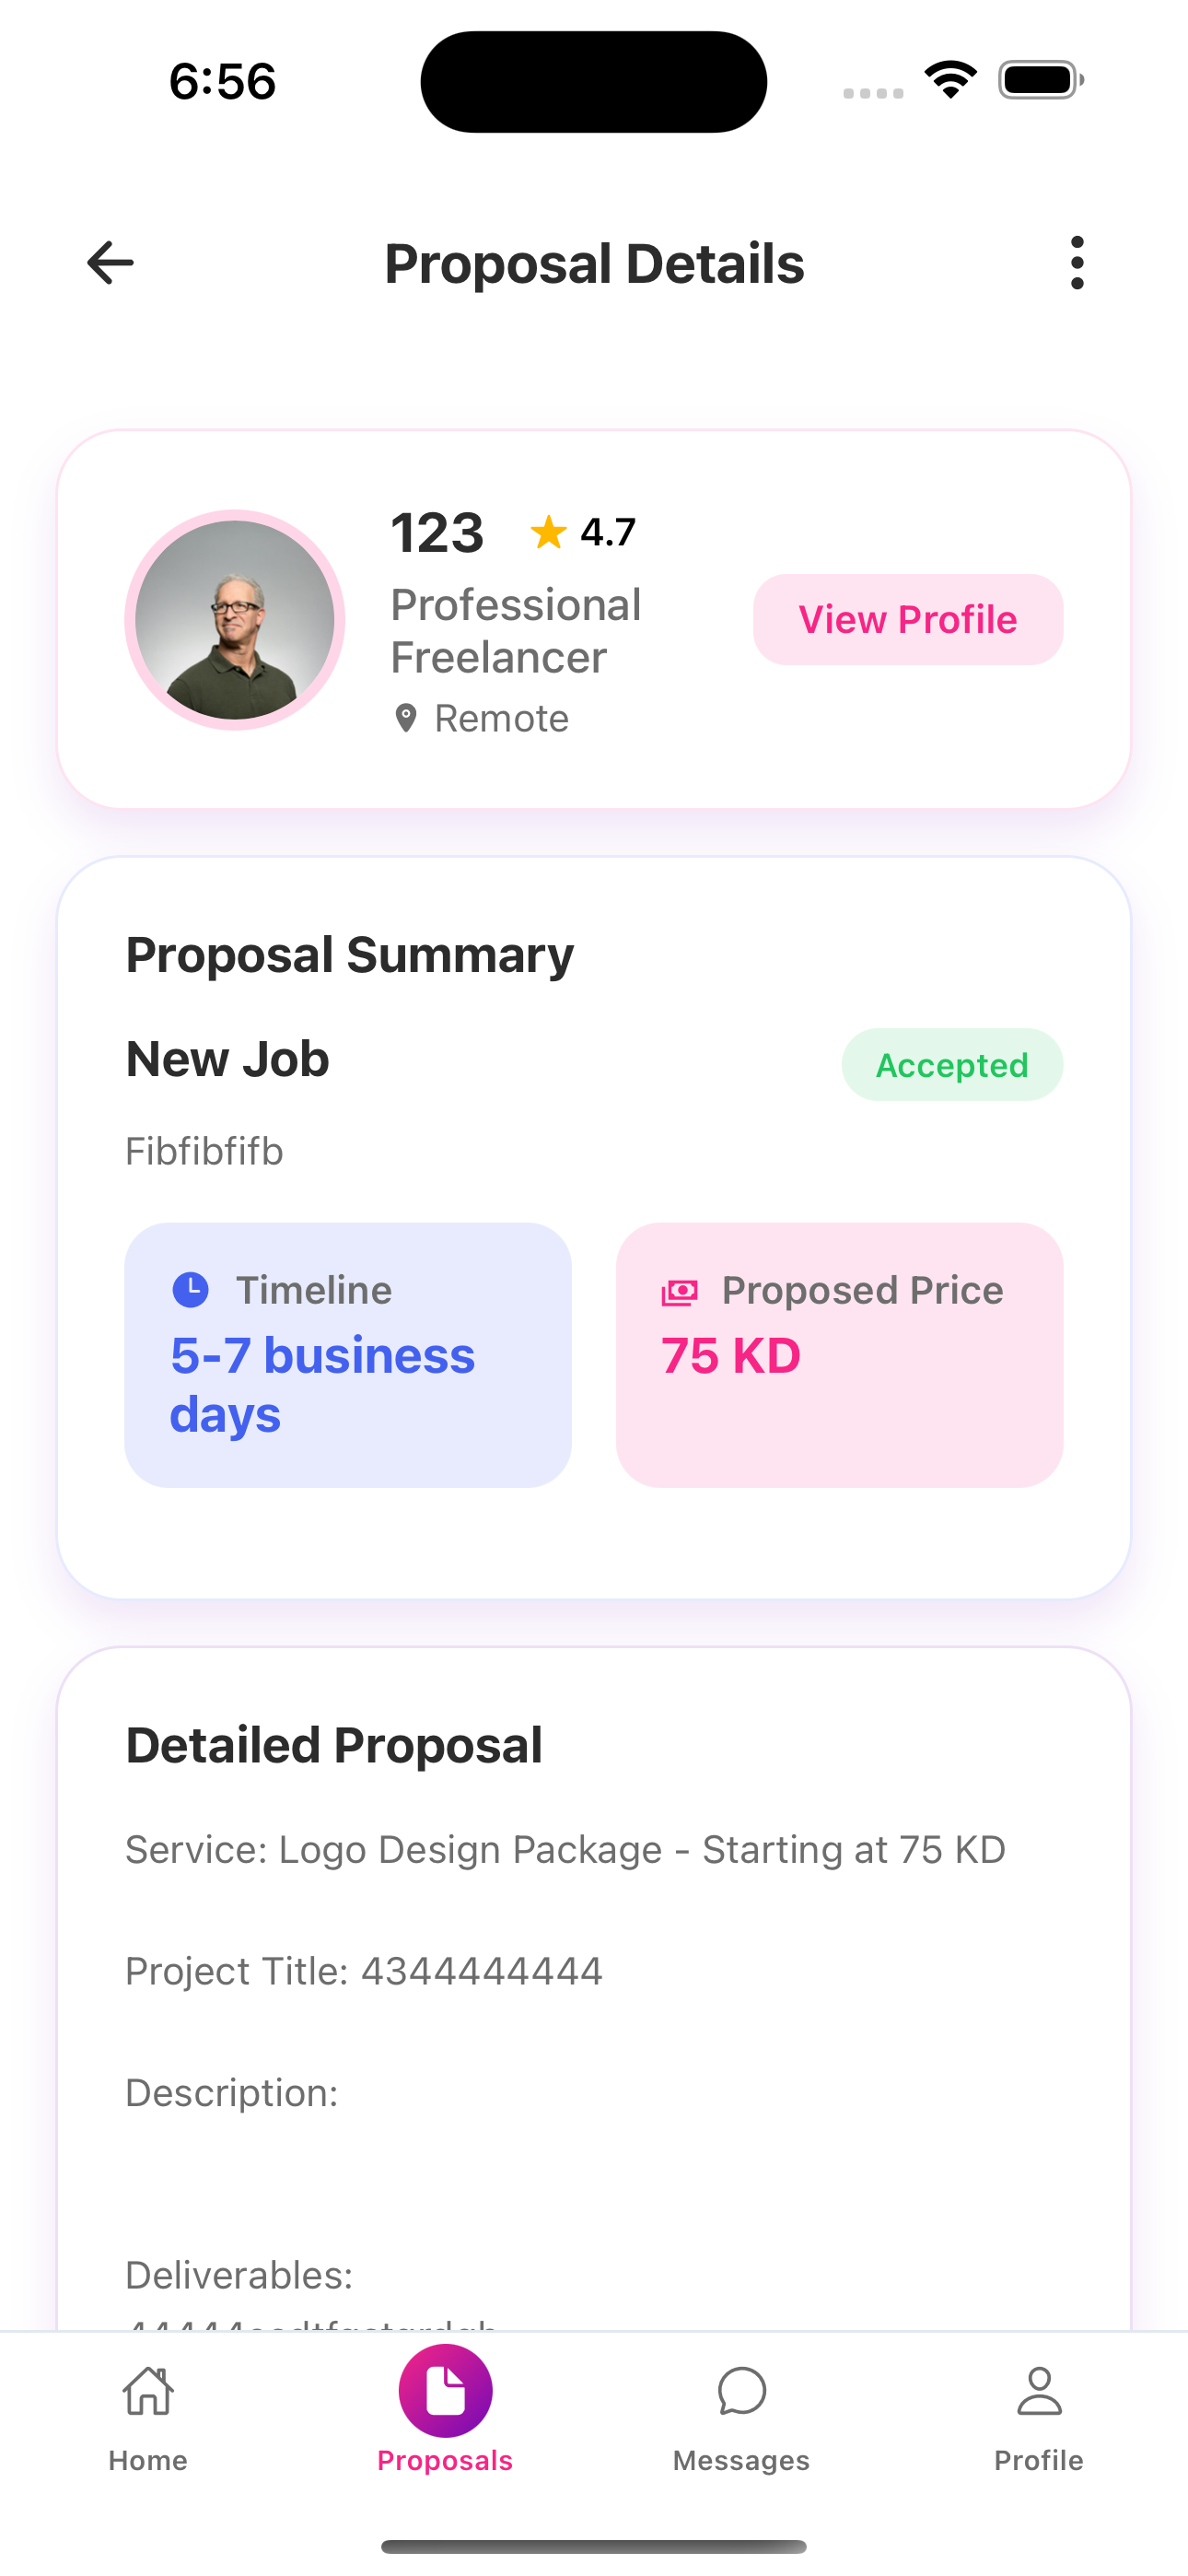 6:56
Proposal Details
123 4.7
Professional
Freelancer
Remote
View Profile
Proposal Summary
New Job
Accepted
Fibfibfifb
Timeline
5-7 business
days
Proposed Price
75 KD
Detailed Proposal
Service: Logo Design Package - Starting at 75 KD
Project Title: 4344444444
Description:
Deliverables:
Home
Proposals
Messages
Profile